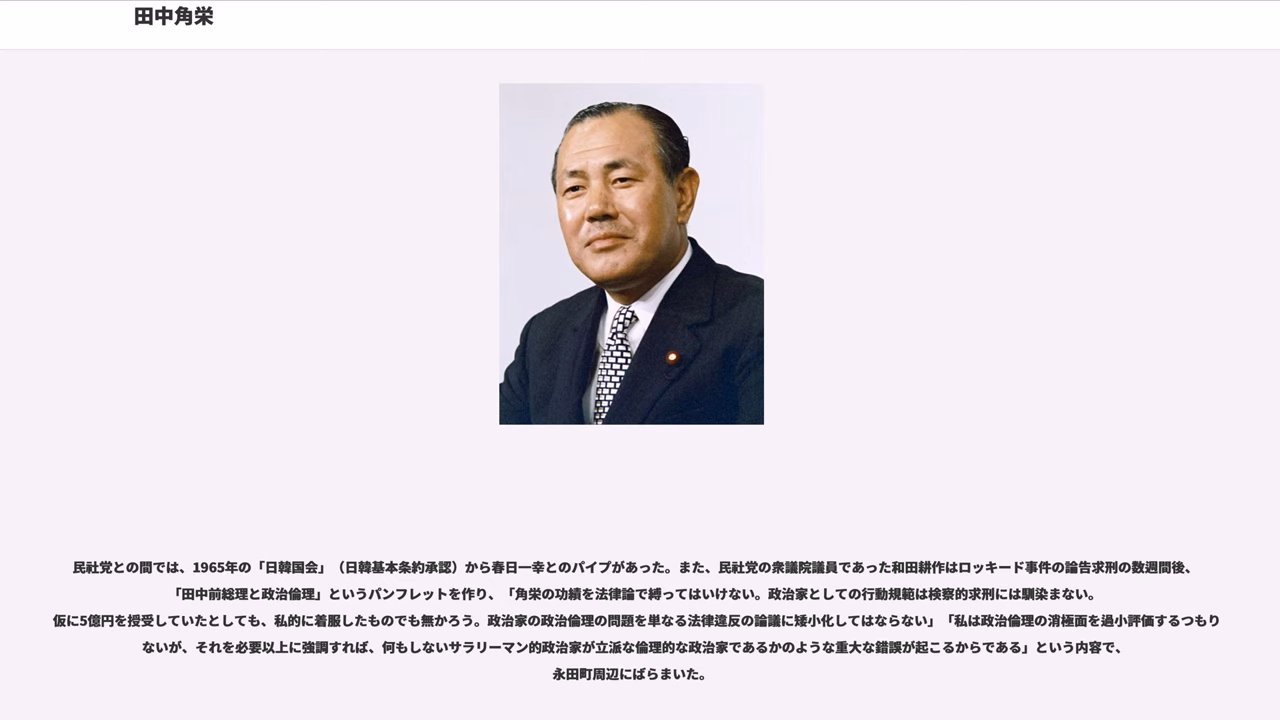 田中角栄
民社党との間では、1965年の「日韓国会」（日韓基本条約承認）から春日一幸とのパイプがあった。また、民社党の衆議院議員であった和田耕作はロッキード事件の論告求刑の数週間後、
「田中前総理と政治倫理」というパンフレットを作り、「角栄の功績を法律論で縛ってはいけない。政治家としての行動規範は検察的求刑には馴染まない。
仮に5億円を授受していたとしても、私的に着服したものでも無かろう。政治家の政治倫理の問題を単なる法律違反の論議に矮小化してはならない」「私は政治倫理の消極面を過小評価するつもり
ないが、それを必要以上に強調すれば、何もしないサラリーマン的政治家が立派な倫理的な政治家であるかのような重大な錯誤が起こるからである」という内容で、
永田町周辺にばらまいた。